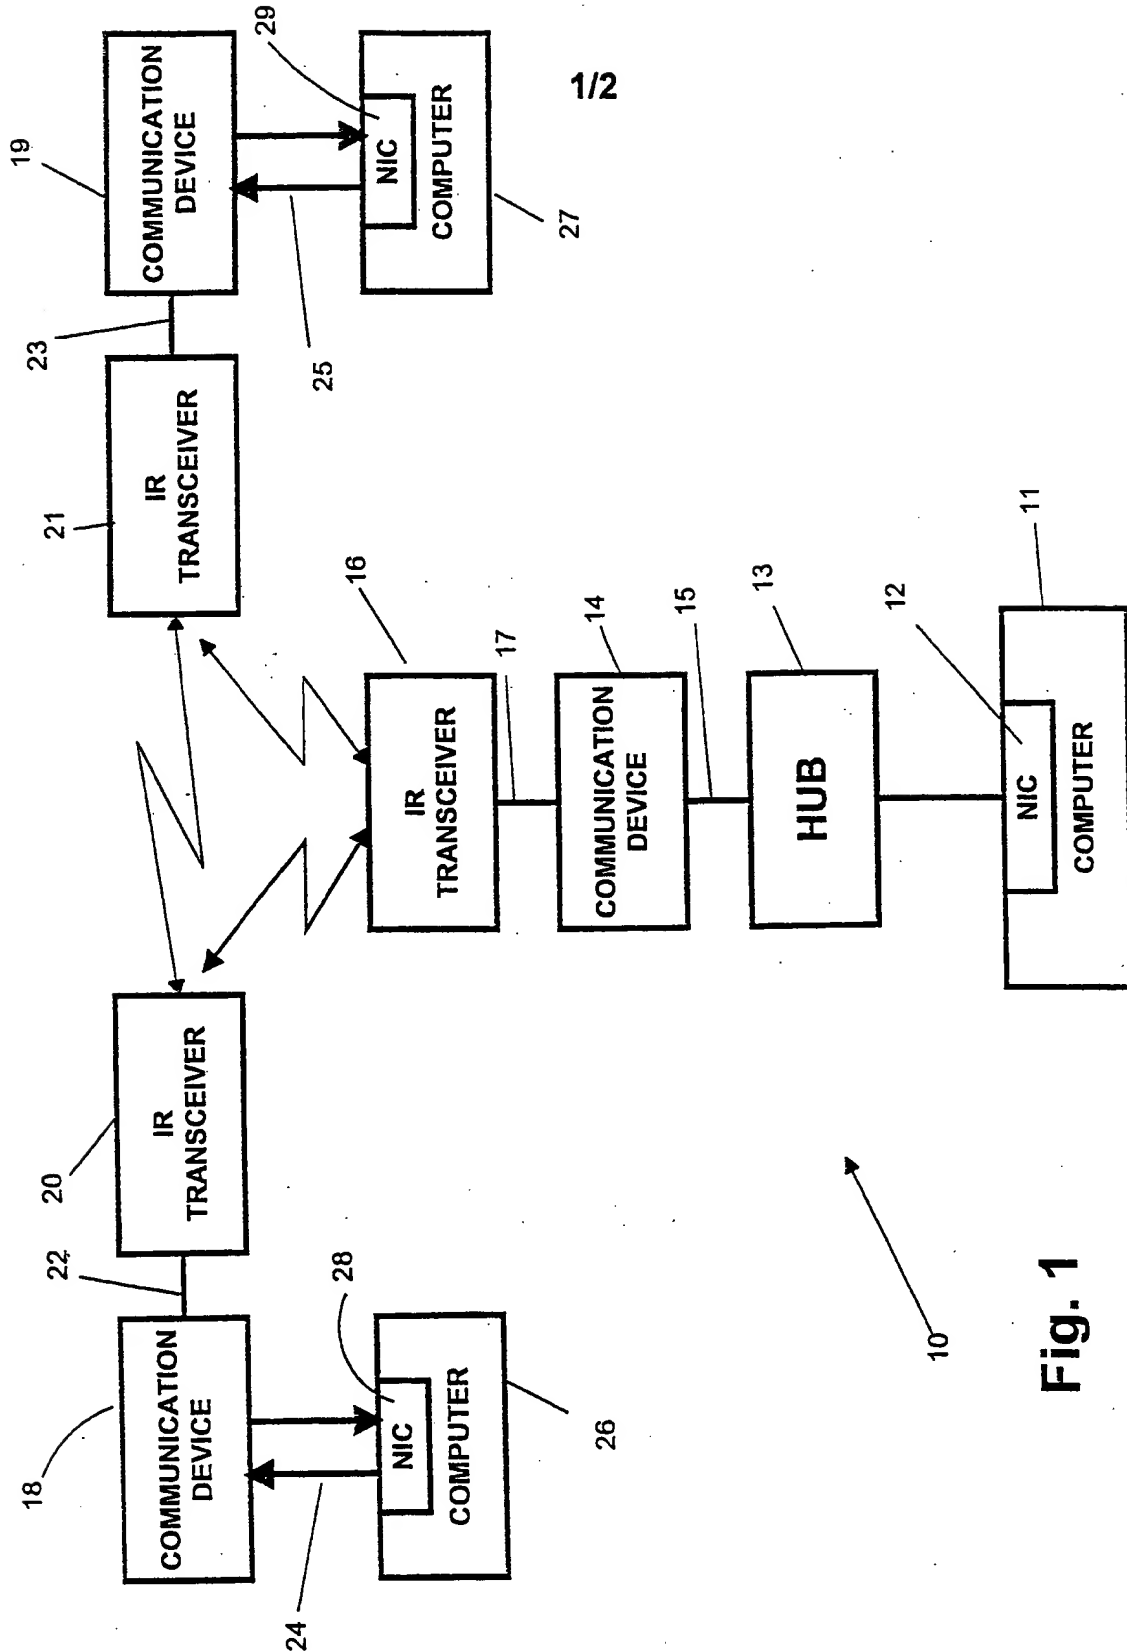 1/2
18
COMMUNICATION
DEVICE
22
20
IR
TRANSCEIVER
21
IR
TRANSCEIVER
23
19
COMMUNICATION
DEVICE
24
28
NIC
COMPUTER
26
25
29
NIC
COMPUTER
27
16
IR
TRANSCEIVER
17
14
COMMUNICATION
DEVICE
15
13
HUB
12
11
NIC
COMPUTER
10
Fig. 1